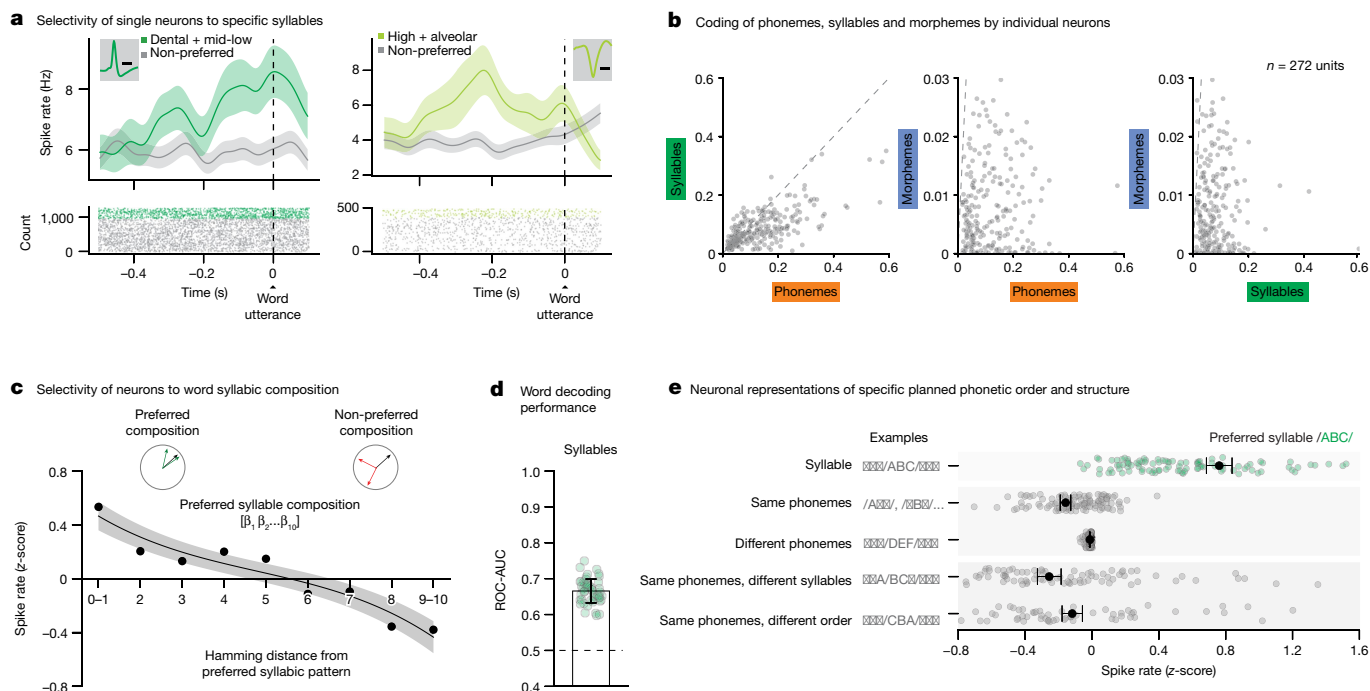 a Selectivity of single neurons to specific syllables
Dental + mid-low
Non-preferred
High + alveolar
Non-preferred
Spike rate (Hz)
8
6
8
6
4
2
Count
1,000
0
500
0
−0.4
−0.2
0
−0.4
−0.2
0
Time (s)
Word
utterance
Time (s)
Word
utterance
b Coding of phonemes, syllables and morphemes by individual neurons
n = 272 units
Syllables
0.6
0.4
0.2
0
0
0.2
0.4
0.6
Phonemes
Morphemes
0.03
0.02
0.01
0
0
0.2
0.4
0.6
Phonemes
Morphemes
0.03
0.02
0.01
0
0
0.2
0.4
0.6
Syllables
c Selectivity of neurons to word syllabic composition
Preferred
composition
Non-preferred
composition
Spike rate (z-score)
0.8
0.4
0
−0.4
−0.8
Preferred syllable composition
[β1 β2...β10]
0–1
2
3
4
5
6
7
8
9–10
Hamming distance from
preferred syllabic pattern
d Word decoding
performance
Syllables
ROC-AUC
1.0
0.9
0.8
0.7
0.6
0.5
0.4
e Neuronal representations of specific planned phonetic order and structure
Examples
Preferred syllable /ABC/
Syllable
□□□/ABC/□□□
Same phonemes
/A□□/, /□B□/...
Different phonemes
□□□/DEF/□□□
Same phonemes, different syllables
□□A/BC□/□□□
Same phonemes, different order
□□□/CBA/□□□
−0.8
−0.4
0
0.4
0.8
1.2
1.6
Spike rate (z-score)